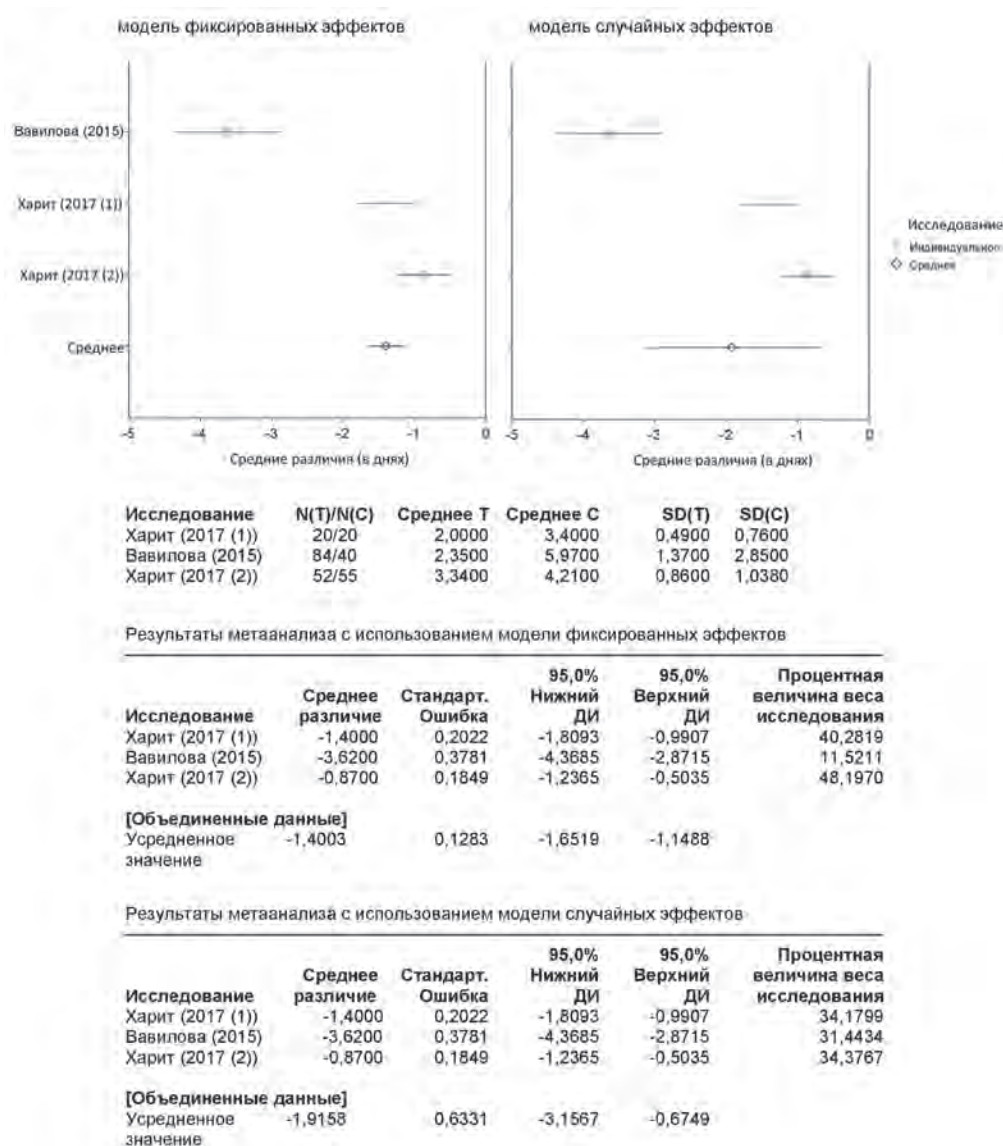 модель фиксированных эффектов модель случайных эффектов
Вавилова (2015)
Харит (2017 (1))
Харит (2017 (2))
Среднее
Исследование
Индивидуальное
Среднее
-5 -4 -3 -2 -1 0 -5 -4 -3 -2 -1 0
Средние различия (в днях) Средние различия (в днях)
Исследование N(T)/N(C) Среднее T Среднее C SD(T) SD(C)
Харит (2017 (1)) 20/20 2,0000 3,4000 0,4900 0,7600
Вавилова (2015) 84/40 2,3500 5,9700 1,3700 2,8500
Харит (2017 (2)) 52/55 3,3400 4,2100 0,8600 1,0380
Результаты метаанализа с использованием модели фиксированных эффектов
95,0% 95,0% Процентная
Среднее Стандарт. Нижний Верхний величина веса
Исследование различие Ошибка ДИ ДИ исследования
Харит (2017 (1)) -1,4000 0,2022 -1,8093 -0,9907 40,2819
Вавилова (2015) -3,6200 0,3781 -4,3685 -2,8715 11,5211
Харит (2017 (2)) -0,8700 0,1849 -1,2365 -0,5035 48,1970
[Объединенные данные]
Усредненное -1,4003 0,1283 -1,6519 -1,1488
значение
Результаты метаанализа с использованием модели случайных эффектов
95,0% 95,0% Процентная
Среднее Стандарт. Нижний Верхний величина веса
Исследование различие Ошибка ДИ ДИ исследования
Харит (2017 (1)) -1,4000 0,2022 -1,8093 -0,9907 34,1799
Вавилова (2015) -3,6200 0,3781 -4,3685 -2,8715 31,4434
Харит (2017 (2)) -0,8700 0,1849 -1,2365 -0,5035 34,3767
[Объединенные данные]
Усредненное -1,9158 0,6331 -3,1567 -0,6749
значение